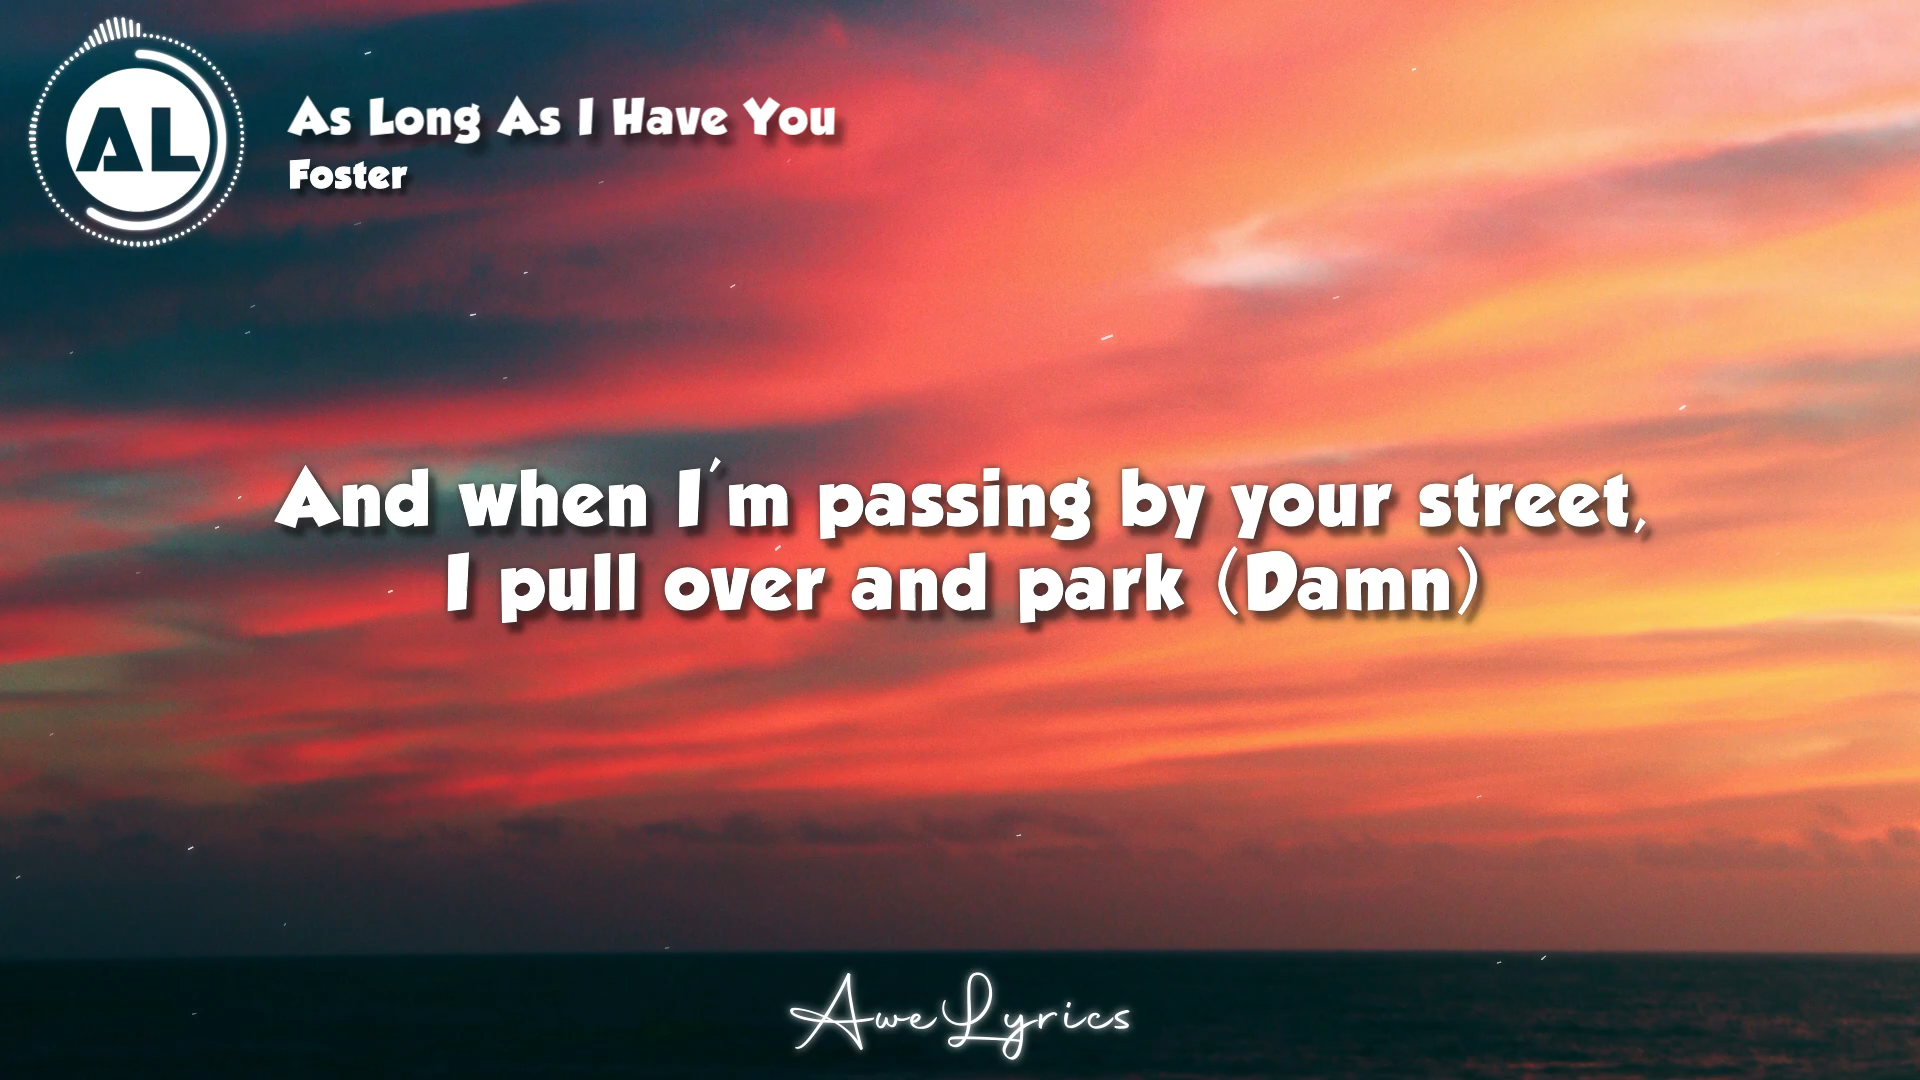 AL
As Long As I Have You
Foster
And when I'm passing by your street,
I pull over and park (Damn)
AweLyrics